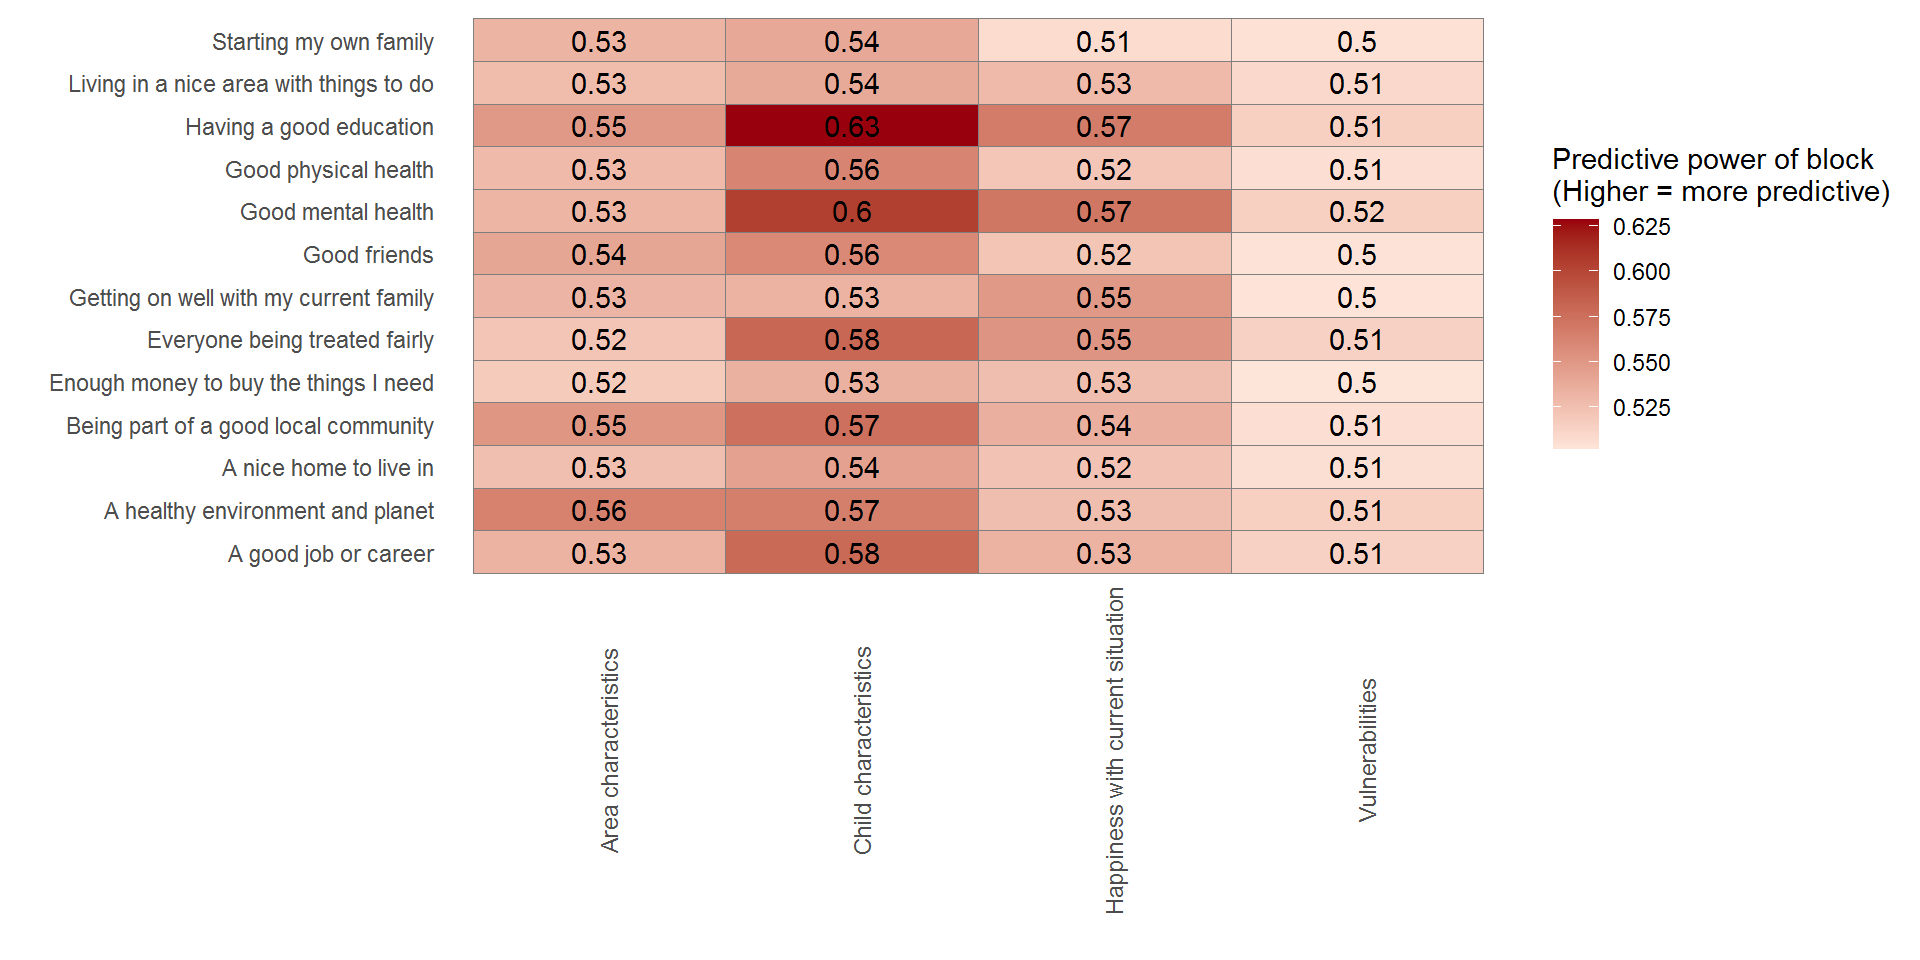 Starting my own family 0.53 0.54 0.51 0.5
Living in a nice area with things to do 0.53 0.54 0.53 0.51
Having a good education 0.55 0.63 0.57 0.51
Good physical health 0.53 0.56 0.52 0.51
Good mental health 0.53 0.6 0.57 0.52
Good friends 0.54 0.56 0.52 0.5
Getting on well with my current family 0.53 0.53 0.55 0.5
Everyone being treated fairly 0.52 0.58 0.55 0.51
Enough money to buy the things I need 0.52 0.53 0.53 0.5
Being part of a good local community 0.55 0.57 0.54 0.51
A nice home to live in 0.53 0.54 0.52 0.51
A healthy environment and planet 0.56 0.57 0.53 0.51
A good job or career 0.53 0.58 0.53 0.51
Area characteristics
Child characteristics
Happiness with current situation
Vulnerabilities
Predictive power of block
(Higher = more predictive)
0.625
0.600
0.575
0.550
0.525